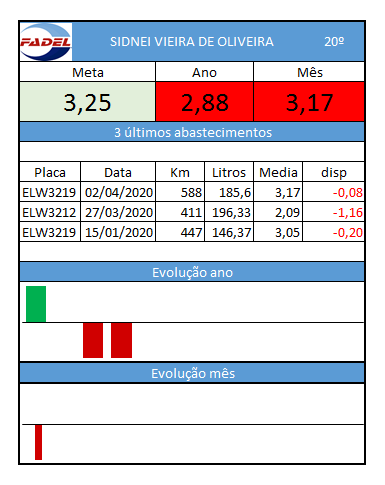 FADEL
SIDNEI VIEIRA DE OLIVEIRA 20º
Meta Ano Mês
3,25 2,88 3,17
3 últimos abastecimentos
Placa Data Km Litros Media disp
ELW3219 02/04/2020 588 185,6 3,17 -0,08
ELW3212 27/03/2020 411 196,33 2,09 -1,16
ELW3219 15/01/2020 447 146,37 3,05 -0,20
Evolução ano
Evolução mês